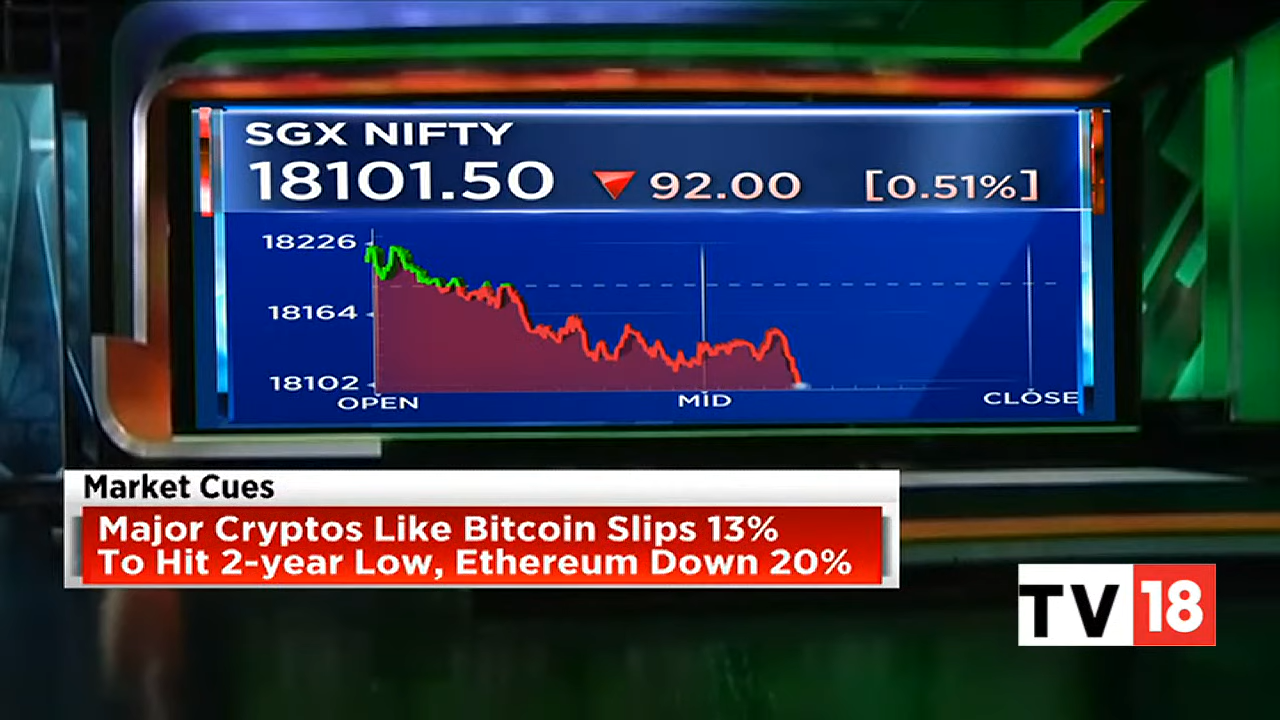 SGX NIFTY
18101.50 ▼ 92.00 [0.51%]
18226
18164
18102
OPEN MID CLOSE
Market Cues
Major Cryptos Like Bitcoin Slips 13%
To Hit 2-year Low, Ethereum Down 20%
TV18